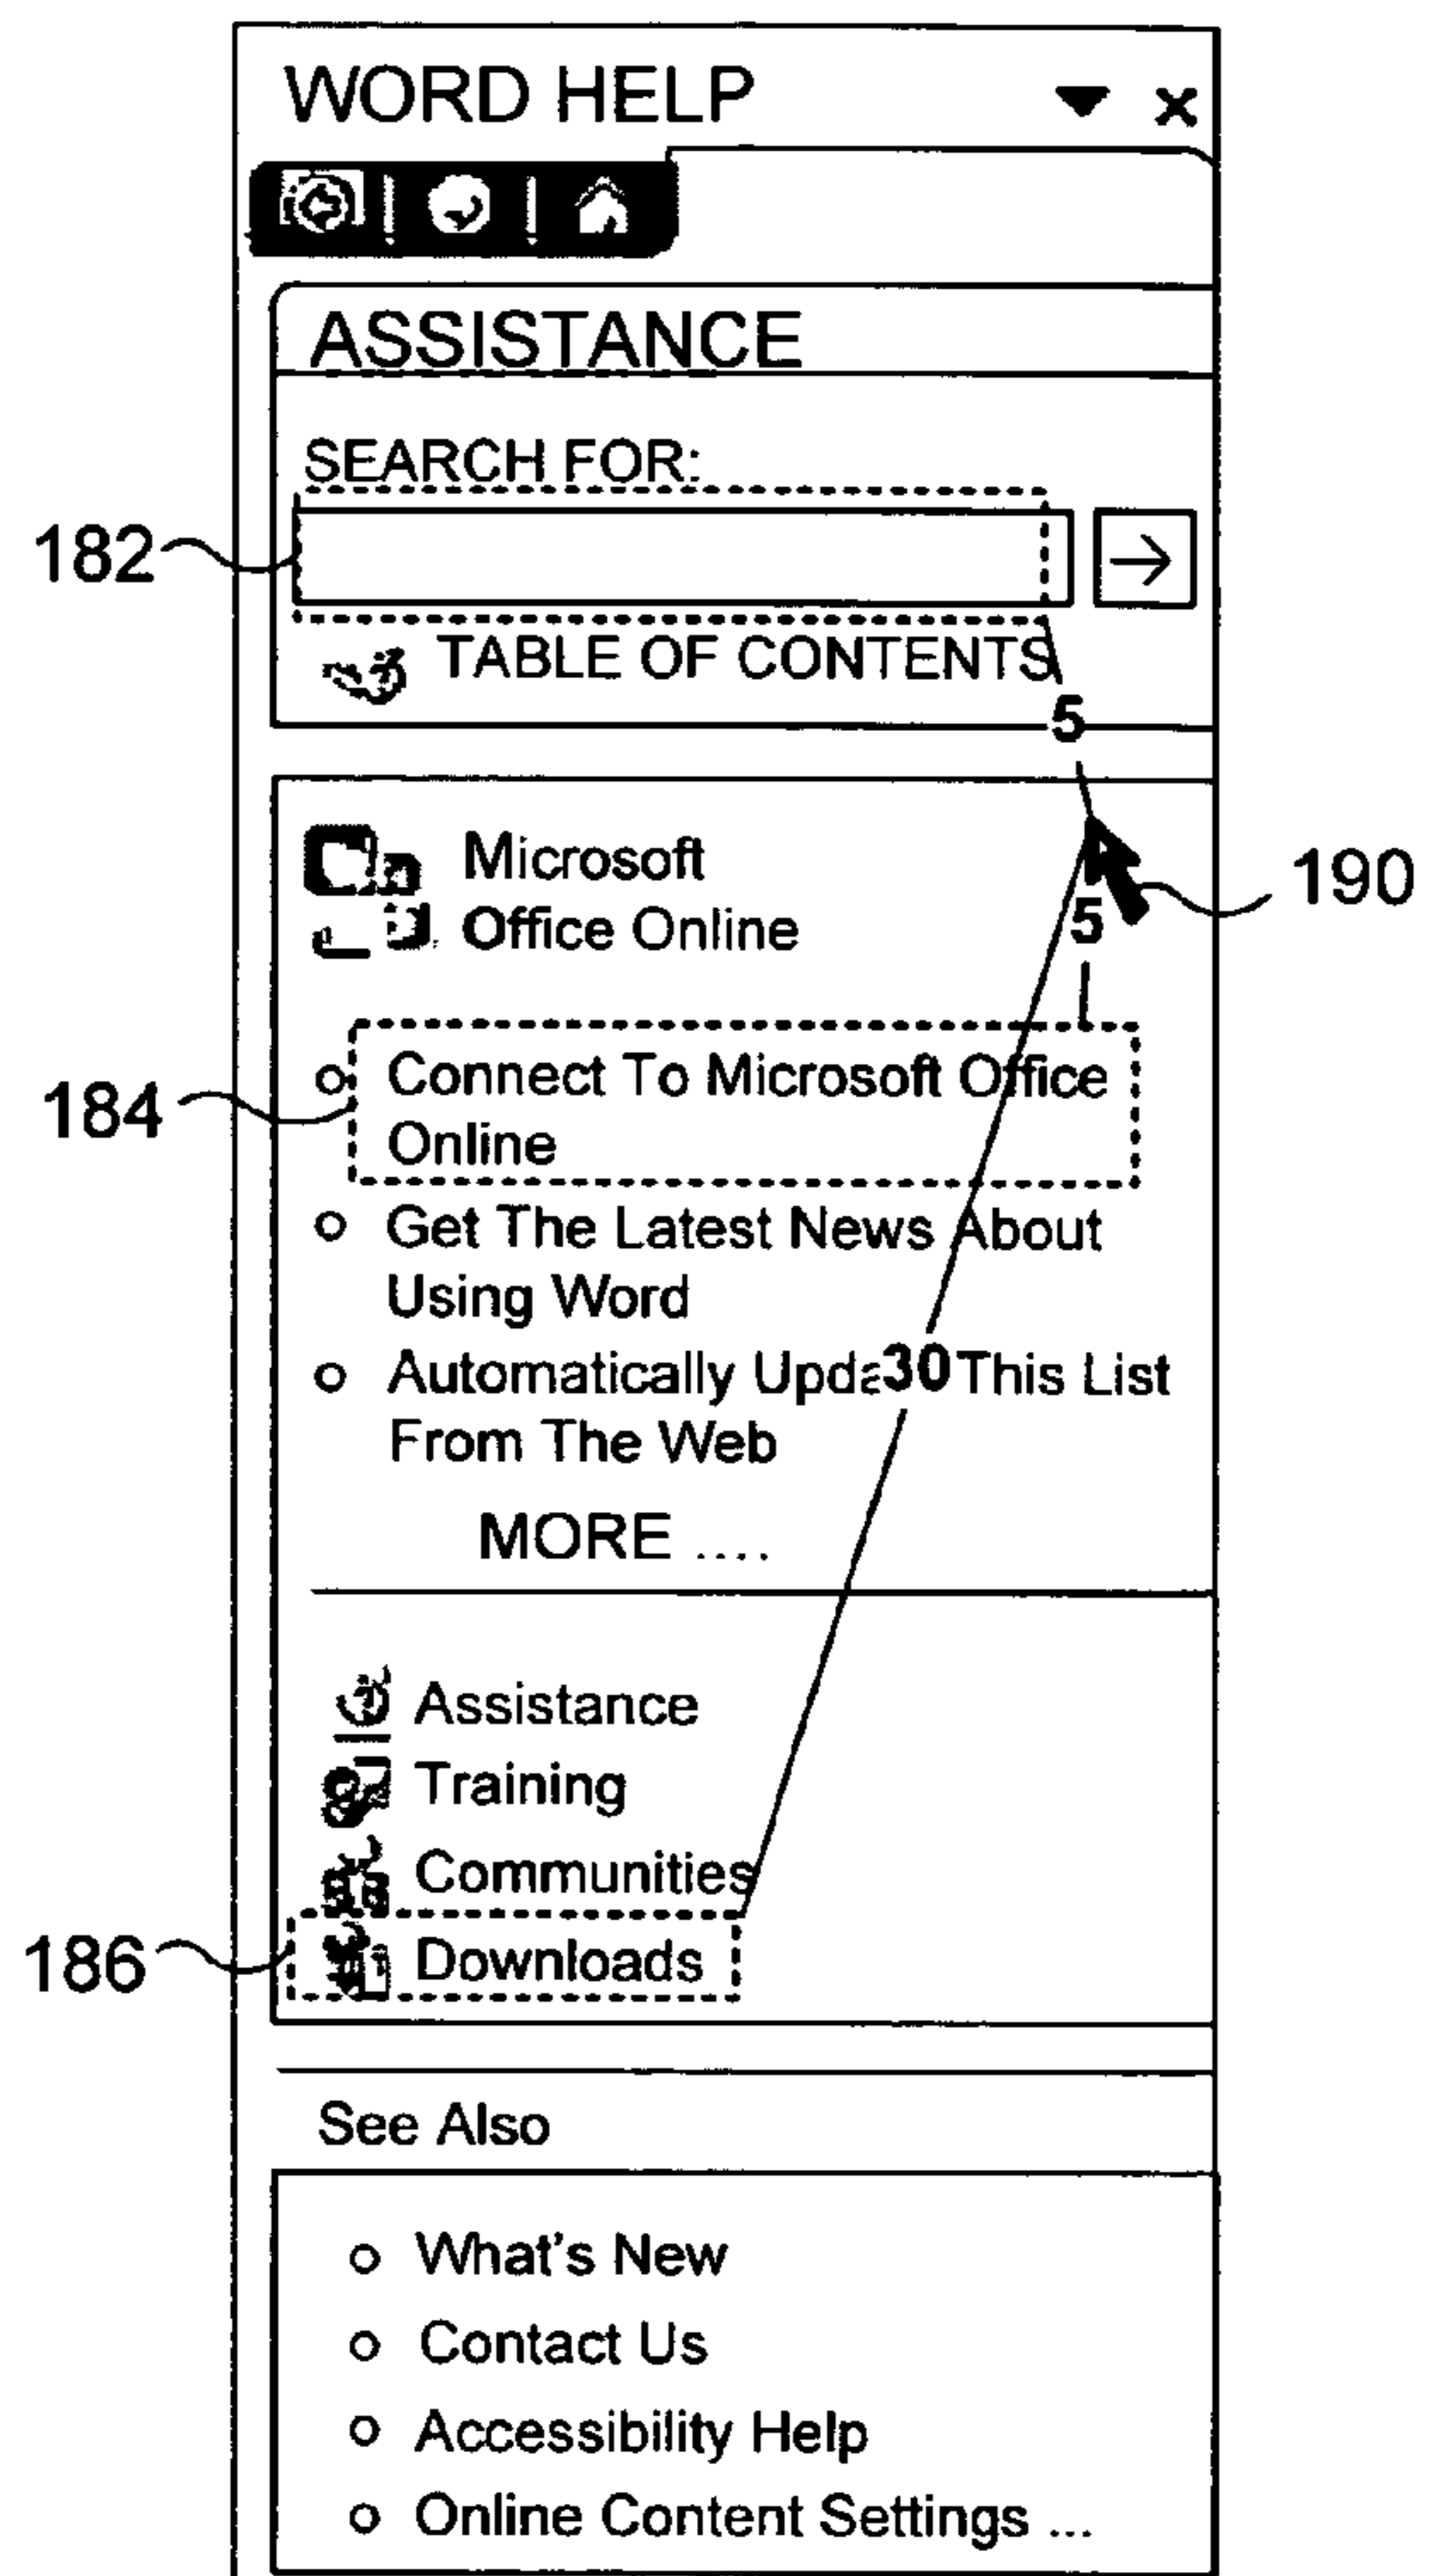 WORD HELP
ASSISTANCE
SEARCH FOR:
182
TABLE OF CONTENTS
5
Microsoft
190
Office Online
5
184
Connect To Microsoft Office
Online
Get The Latest News About
Using Word
Automatically 30 This List
From The Web
MORE ....
Assistance
Training
Communities
186
Downloads
See Also
What's New
Contact Us
Accessibility Help
Online Content Settings ...